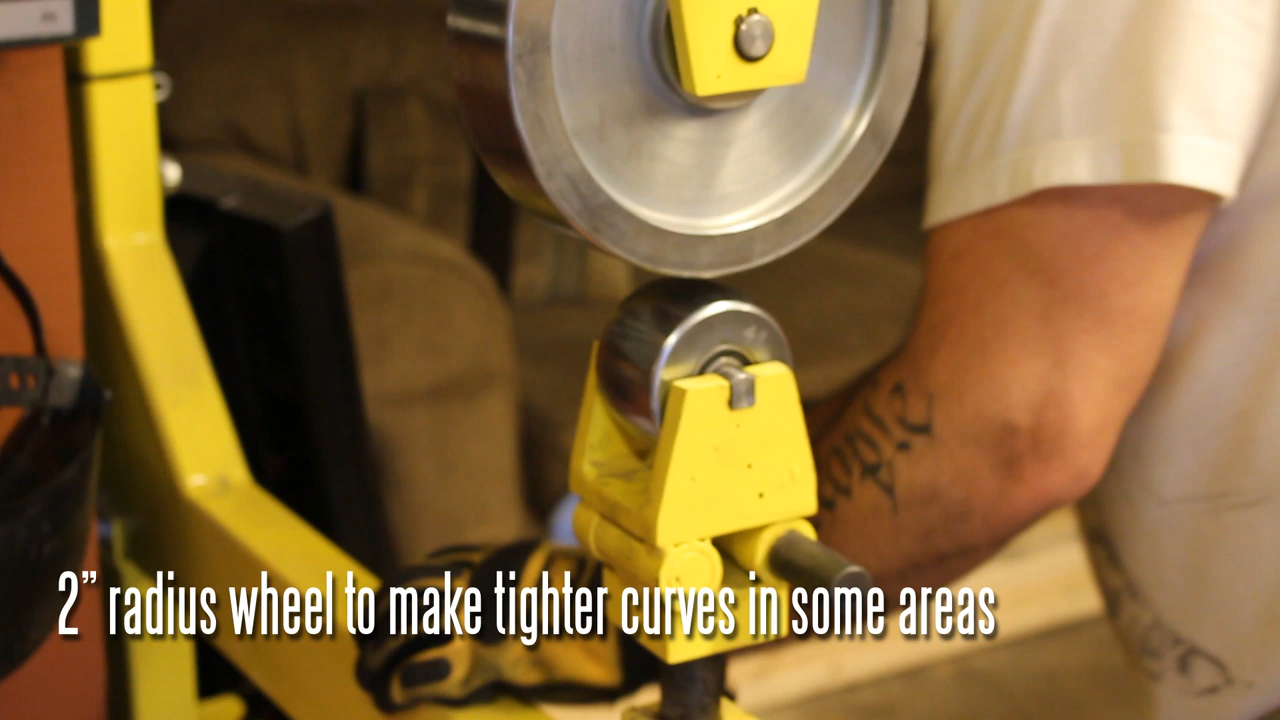 2” radius wheel to make tighter curves in some areas